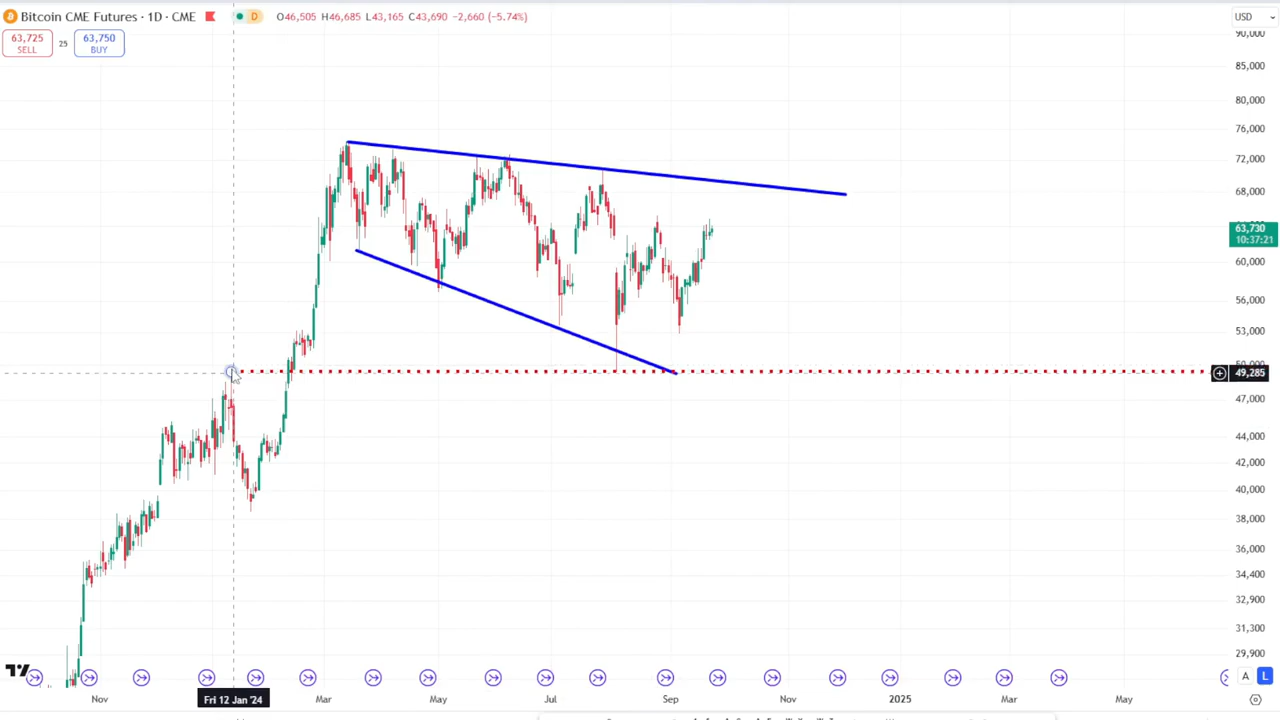 Bitcoin CME Futures · 1D · CME D O46,505 H46,685 L43,165 C43,690 −2,660 (−5.74%)
USD
63,725
SELL
25
63,750
BUY
90,000
85,000
80,000
76,000
72,000
68,000
63,730
10:37:21
60,000
56,000
53,000
50,000
49,285
47,000
44,000
42,000
40,000
38,000
36,000
34,400
32,900
31,300
29,900
A L
Nov
Fri 12 Jan '24
Mar
May
Jul
Sep
Nov
2025
Mar
May